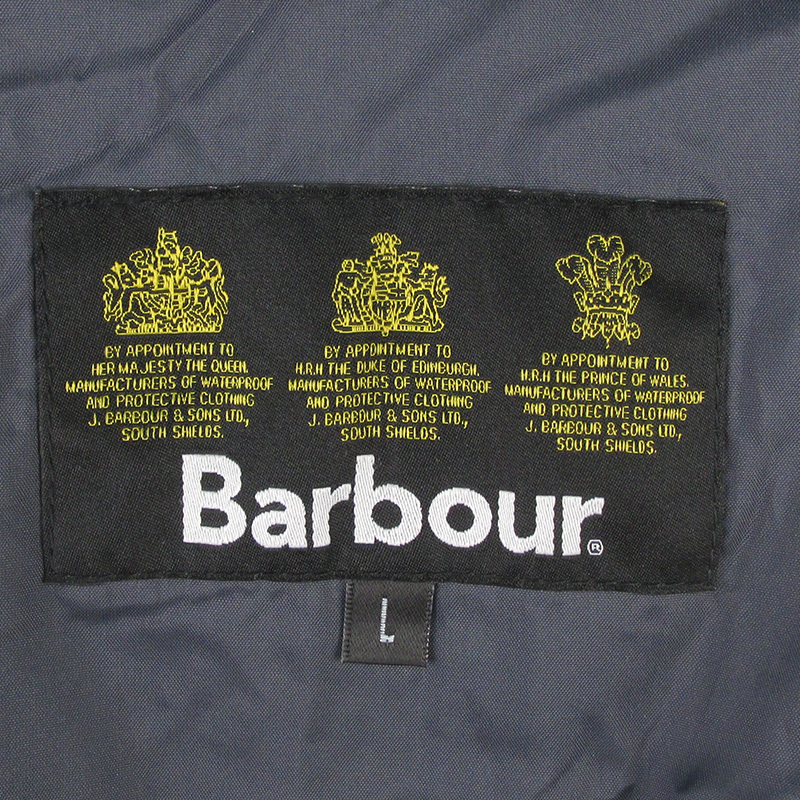 BY APPOINTMENT TO
HER MAJESTY THE QUEEN.
MANUFACTURERS OF WATERPROOF
AND PROTECTIVE CLOTHING
J. BARBOUR & SONS LTD.,
SOUTH SHIELDS.
BY APPOINTMENT TO
H.R.H THE DUKE OF EDINBURGH.
MANUFACTURERS OF WATERPROOF
AND PROTECTIVE CLOTHING
J. BARBOUR & SONS LTD.,
SOUTH SHIELDS.
BY APPOINTMENT TO
H.R.H THE PRINCE OF WALES.
MANUFACTURERS OF WATERPROOF
AND PROTECTIVE CLOTHING
J. BARBOUR & SONS LTD.,
SOUTH SHIELDS.
Barbour®
L